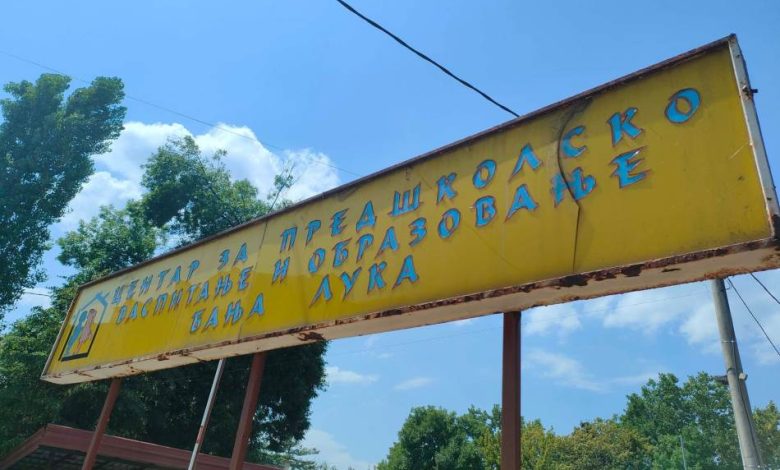 ЦЕНТАР ЗА ПРЕДШКОЛСКО
ВАСПИТАЊЕ И ОБРАЗОВАЊЕ
БАЊА ЛУКА